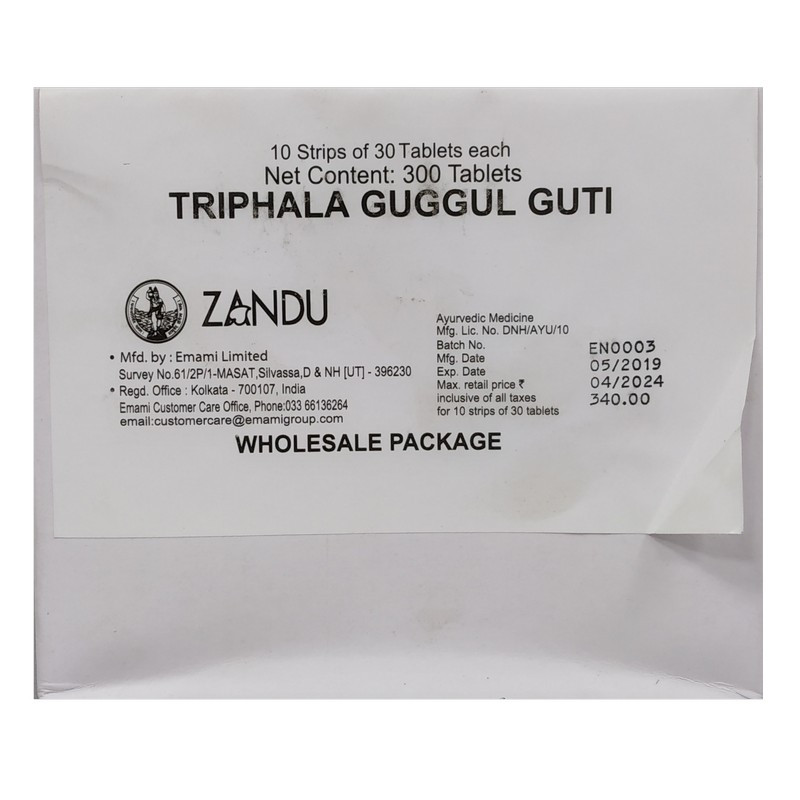 10 Strips of 30 Tablets each
Net Content: 300 Tablets
TRIPHALA GUGGUL GUTI
ZANDU
• Mfd. by : Emami Limited
Survey No.61/2P/1-MASAT,Silvassa,D & NH [UT] - 396230
• Regd. Office : Kolkata - 700107, India
Emami Customer Care Office, Phone:033 66136264
email:customercare@emamigroup.com
Ayurvedic Medicine
Mfg. Lic. No. DNH/AYU/10
Batch No. EN0003
Mfg. Date 05/2019
Exp. Date 04/2024
Max. retail price ₹ 340.00
inclusive of all taxes
for 10 strips of 30 tablets
WHOLESALE PACKAGE